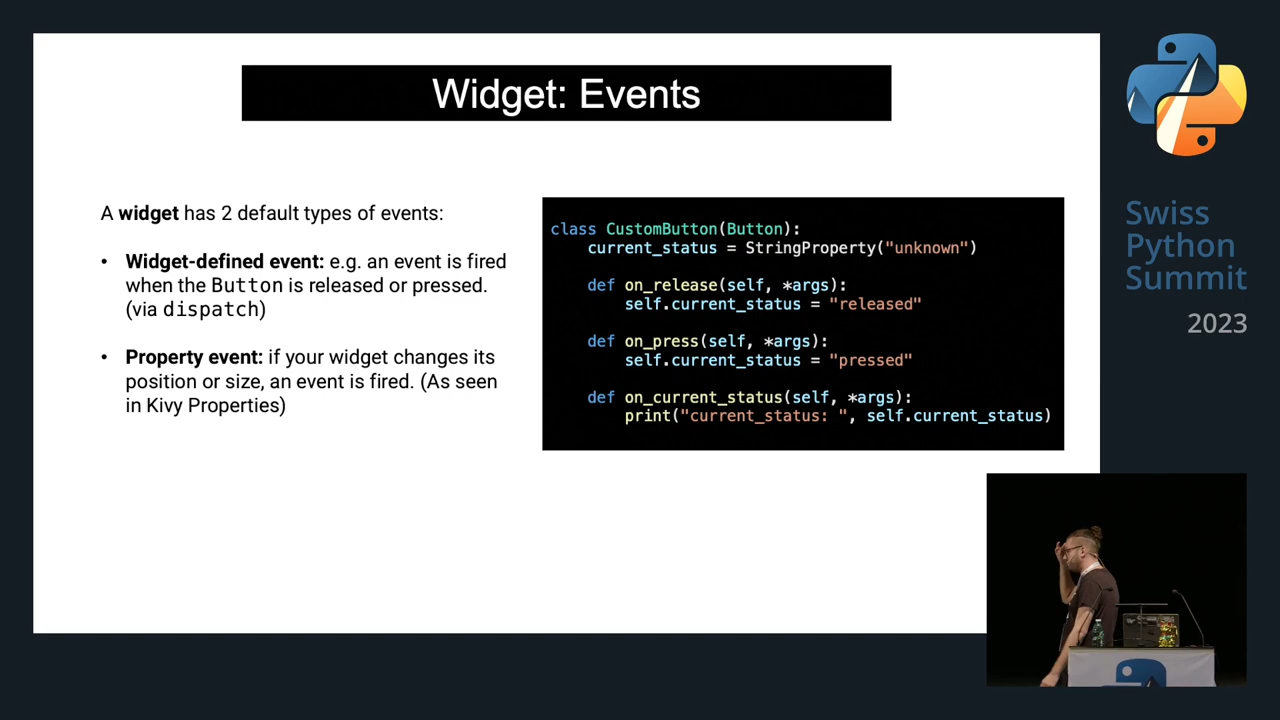 Widget: Events
A widget has 2 default types of events:
• Widget-defined event: e.g. an event is fired
when the Button is released or pressed.
(via dispatch)
• Property event: if your widget changes its
position or size, an event is fired. (As seen
in Kivy Properties)
class CustomButton(Button):
current_status = StringProperty("unknown")
def on_release(self, *args):
self.current_status = "released"
def on_press(self, *args):
self.current_status = "pressed"
def on_current_status(self, *args):
print("current_status: ", self.current_status)
Swiss
Python
Summit
2023